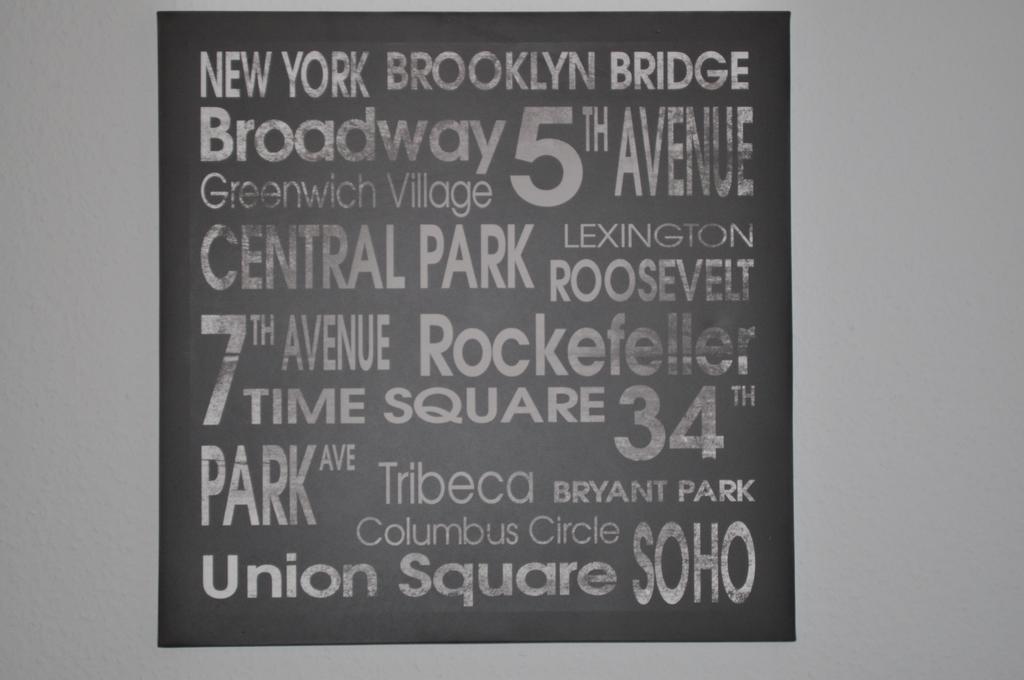 NEW YORK BROOKLYN BRIDGE
Broadway 5TH AVENUE
Greenwich Village
CENTRAL PARK LEXINGTON
ROOSEVELT
7TH AVENUE Rockefeller
TIME SQUARE 34TH
PARK AVE Tribeca BRYANT PARK
Columbus Circle
Union Square SOHO